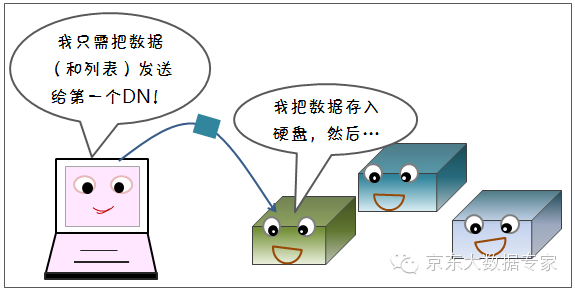 我只需把数据
（和列表）发送
给第一个DN！
我把数据存入
硬盘，然后…
京东大数据专家